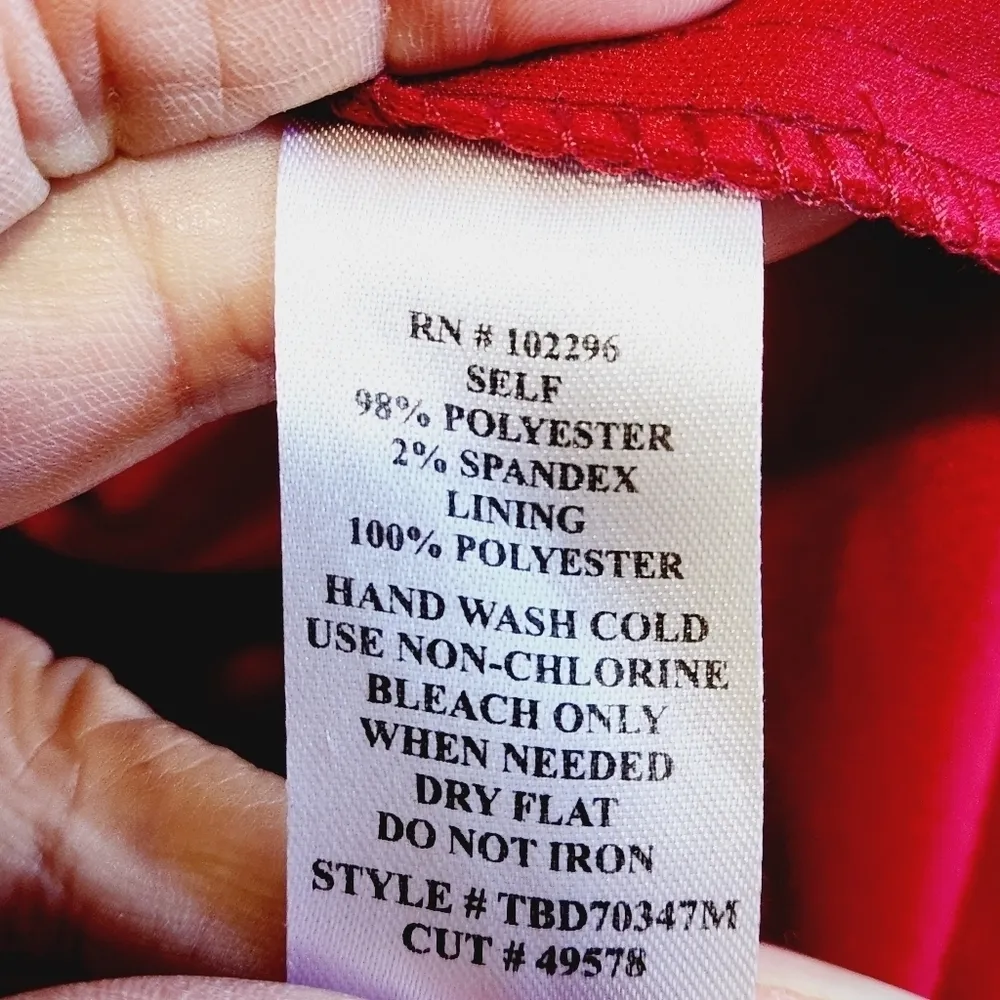 RN # 102296
SELF
98% POLYESTER
2% SPANDEX
LINING
100% POLYESTER
HAND WASH COLD
USE NON-CHLORINE
BLEACH ONLY
WHEN NEEDED
DRY FLAT
DO NOT IRON
STYLE # TBD70347M
CUT # 49578